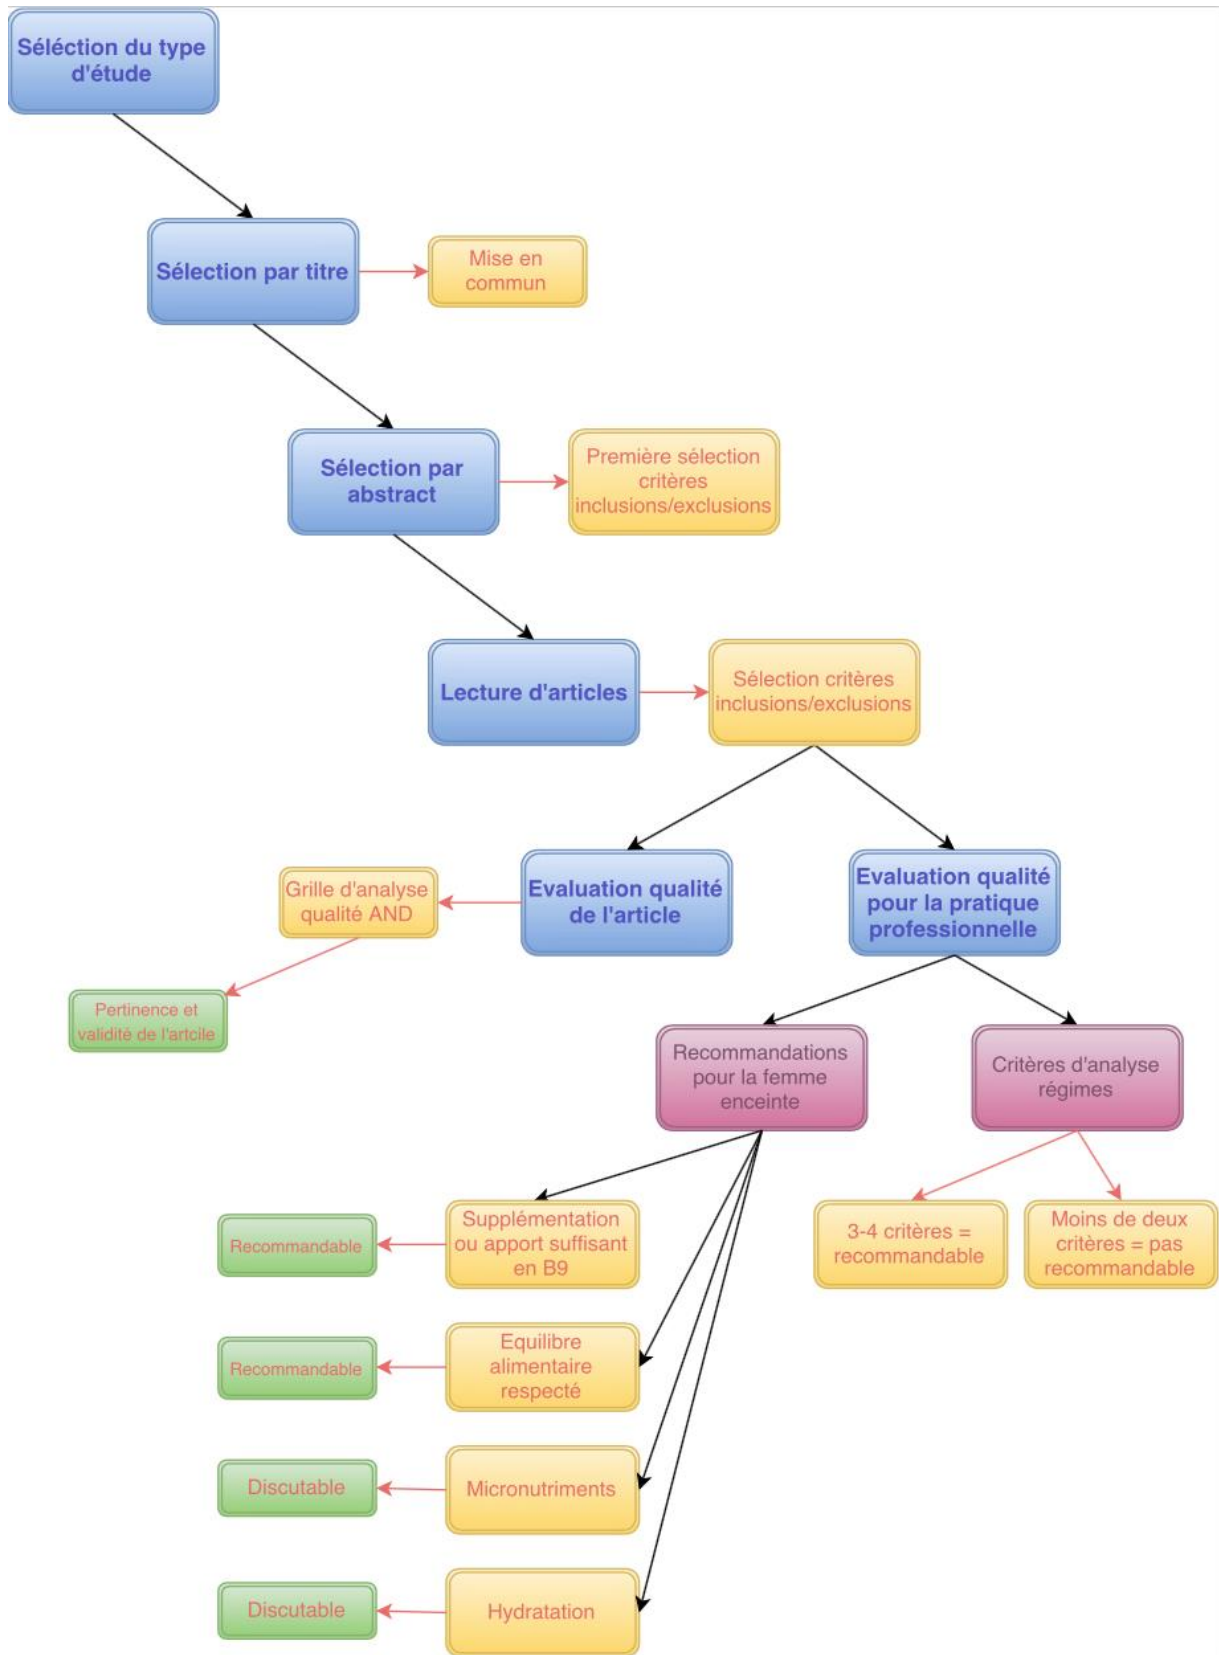 Séléction du type
d'étude
Sélection par titre
Mise en
commun
Sélection par
abstract
Première sélection
critères
inclusions/exclusions
Lecture d'articles
Sélection critères
inclusions/exclusions
Grille d'analyse
qualité AND
Evaluation qualité
de l'article
Evaluation qualité
pour la pratique
professionnelle
Pertinence et
validité de l'artcile
Recommandations
pour la femme
enceinte
Critères d'analyse
régimes
Recommandable
Supplémentation
ou apport suffisant
en B9
3-4 critères =
recommandable
Moins de deux
critères = pas
recommandable
Recommandable
Equilibre
alimentaire
respecté
Discutable
Micronutriments
Discutable
Hydratation